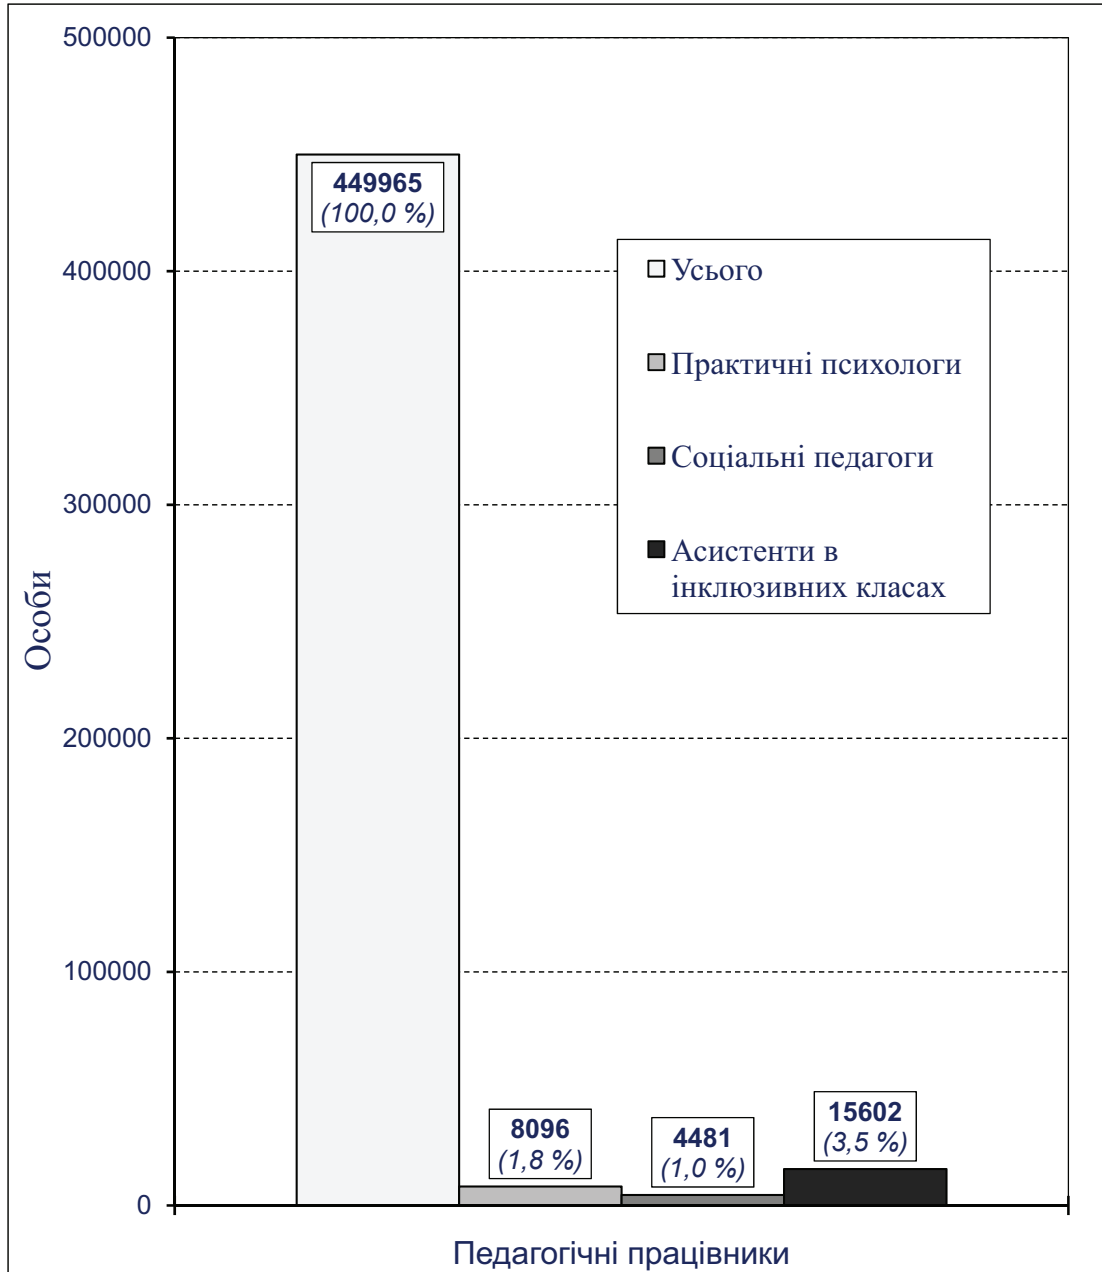 500000
400000
300000
200000
100000
0
Особи
449965
(100,0 %)
8096
(1,8 %)
4481
(1,0 %)
15602
(3,5 %)
Усього
Практичні психологи
Соціальні педагоги
Асистенти в
інклюзивних класах
Педагогічні працівники